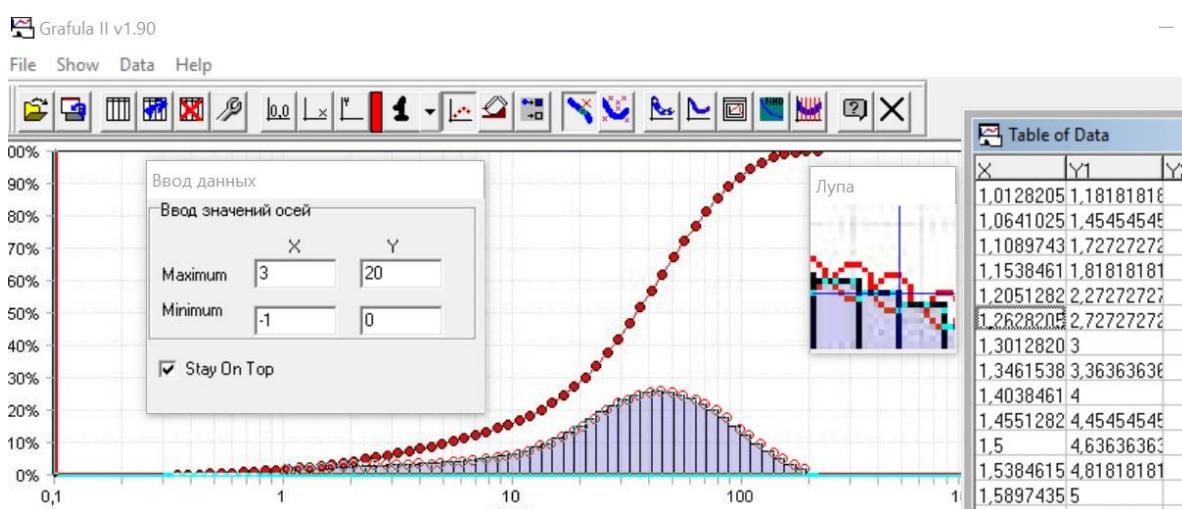 Grafula II v1.90
File Show Data Help
0,0 x Y 1 FIND ?
Table of Data
X Y1
00%
90%
80%
70%
60%
50%
40%
30%
20%
10%
0%
0,1 1 10 100
Ввод данных
Ввод значений осей
X Y
Maximum 3 20
Minimum -1 0
Stay On Top
Лупа
1,0128205 1,18181818
1,0641025 1,45454545
1,1089743 1,72727272
1,1538461 1,81818181
1,2051282 2,27272727
1,2628205 2,72727272
1,3012820 3
1,3461538 3,36363636
1,4038461 4
1,4551282 4,45454545
1,5 4,63636363
1,5384615 4,81818181
1,5897435 5